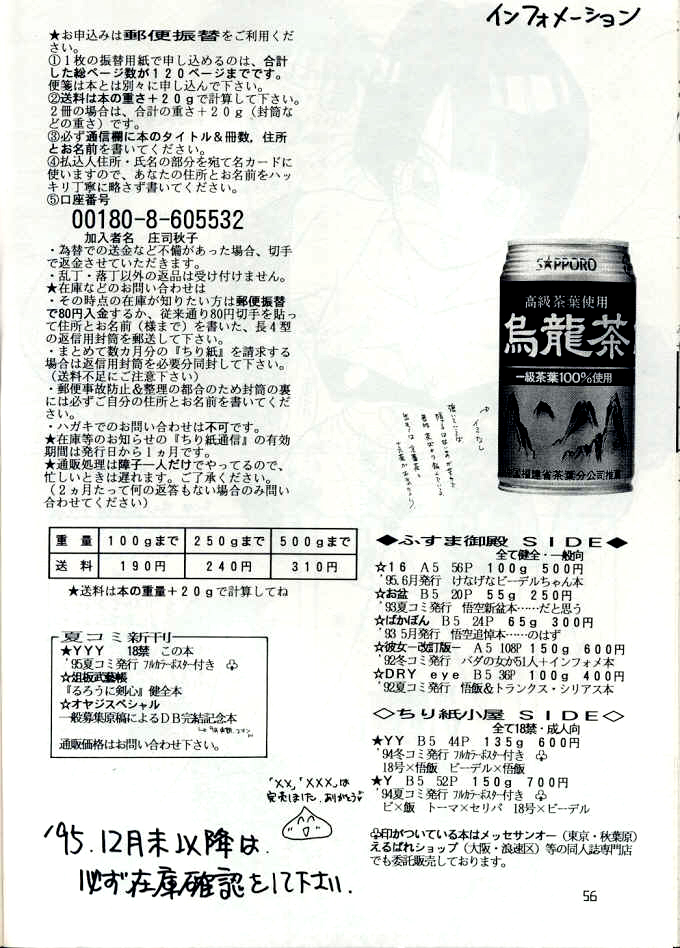 インフォメーション
★お申込みは郵便振替をご利用くだ
さい。
①１枚の振替用紙で申し込めるのは、合計
した総ページ数が１２０ページまでです。
便箋は本とは別々に申し込んで下さい。
②送料は本の重さ＋２０ｇで計算して下さい。
２冊の場合は、合計の重さ＋２０ｇ（封筒な
どの重さ）です。
③必ず通信欄に本のタイトル＆冊数，住所
とお名前を書いてください。
④払込人住所・氏名の部分を宛て名カードに
使いますので、あなたの住所とお名前をハッ
キリ丁寧に略さず書いてください。
⑤口座番号
00180-8-605532
加入者名　庄司秋子
・為替での送金など不備があった場合、切手
で返金させていただきます。
・乱丁・落丁以外の返品は受け付けません。
★在庫などのお問い合わせは
・その時点の在庫が知りたい方は郵便振替
で80円入金するか、従来通り80円切手を貼っ
て住所とお名前（様まで）を書いた、長４型
の返信用封筒を郵送して下さい。
・まとめて数カ月分の『ちり紙』を請求する
場合は返信用封筒を必要分同封して下さい。
（送料不足にご注意下さい）
・郵便事故防止＆整理の都合のため封筒の裏
には必ずご自分の住所とお名前を書いてくだ
さい。
・ハガキでのお問い合わせは不可です。
★在庫等のお知らせの『ちり紙通信』の有効
期間は発行日から１ヵ月です。
★通販処理は障子一人だけでやってるので、
忙しいときは遅れます。ご了承ください。
（２ヵ月たって何の返答もない場合のみ問い
合わせてください）
重　量　１００ｇまで　２５０ｇまで　５００ｇまで
送　料　１９０円　２４０円　３１０円
★送料は本の重量＋２０ｇで計算してね
夏コミ新刊
★ＹＹＹ　18禁　この本
'95夏コミ発行　フルカラーポスター付き　♧
☆俎板武藝帳
『るろうに剣心』健全本
☆オヤジスペシャル
一般募集原稿によるＤＢ完結記念本
通販価格はお問い合わせ下さい。
「XX」「XXX」は
完売しました。ありがとう
'95.12月末以降は
必ず在庫確認をして下さい.
SAPPORO
高級茶葉使用
烏龍茶
一級茶葉100%使用
福建省茶葉分公司推薦
イミなし
◆ふすま御殿　ＳＩＤＥ◆
全て健全・一般向
☆１６　Ａ５　56Ｐ　１００ｇ　５００円
'95.６月発行　けなげなビーデルちゃん本
☆お盆　Ｂ５　20Ｐ　５５ｇ　２５０円
'93夏コミ発行　悟空新盆本……だと思う
☆ばかぼん　Ｂ５　24Ｐ　６５ｇ　３００円
'93５月発行　悟空追悼本……のはず
☆彼女－改訂版－　Ａ５　108Ｐ　１５０ｇ　６００円
'92冬コミ発行　バダの女から51人＋インフォメ本
☆ＤＲＹ　ｅｙｅ　Ｂ５　36Ｐ　１００ｇ　４００円
'92夏コミ発行　悟飯＆トランクス・シリアス本
◇ちり紙小屋　ＳＩＤＥ◇
全て18禁・成人向
★ＹＹ　Ｂ５　44Ｐ　１３５ｇ　６００円
'94冬コミ発行　フルカラーポスター付き　♧
18号×悟飯　ビーデル×悟飯
★Ｙ　Ｂ５　52Ｐ　１５０ｇ　７００円
'94夏コミ発行　フルカラーポスター付き　♧
ビ×飯　トーマ×セリパ　18号×ビーデル
♧印がついている本はメッセサンオー（東京・秋葉原）
えるぱれショップ（大阪・浪速区）等の同人誌専門店
でも委託販売しております。
56